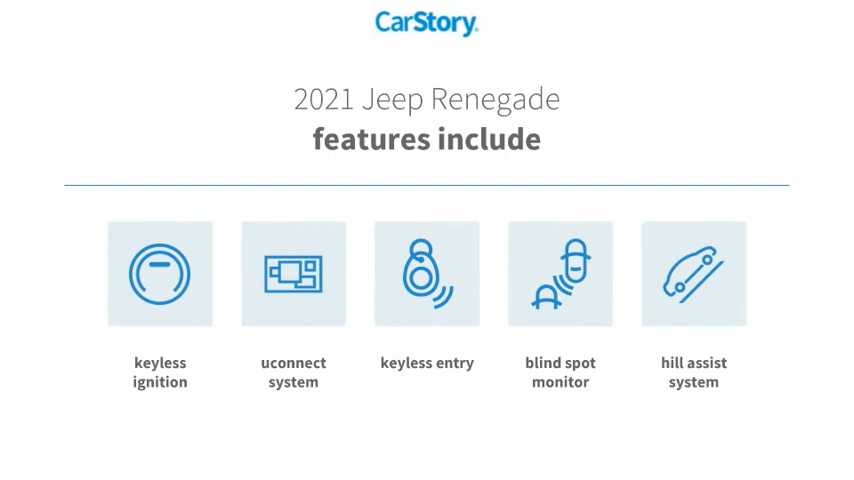 CarStory
2021 Jeep Renegade
features include
keyless
ignition
uconnect
system
keyless entry
blind spot
monitor
hill assist
system